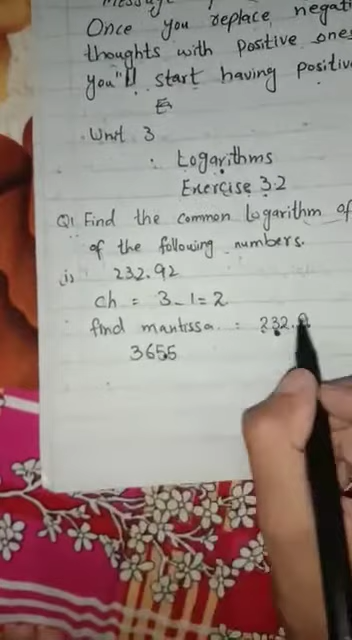 Once you replace negati
thoughts with positive ones
you"ll start having positive
Unit 3
Logarithms
Exercise 3.2
Q1 Find the common logarithm of
of the following numbers.
(i) 232.92
Ch = 3-1=2
find mantissa : 232.9
3655